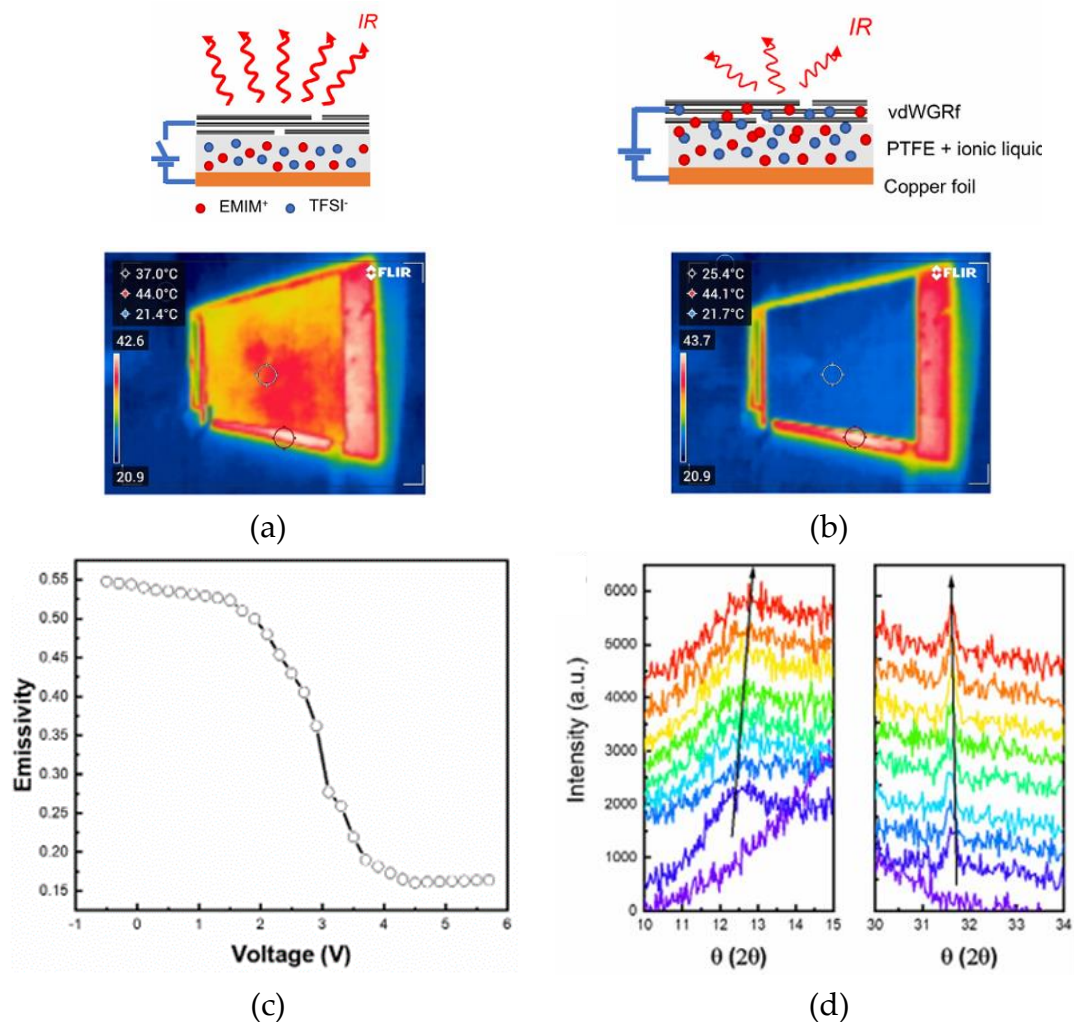 IR
EMIM⁺ TFSI⁻
IR
vdWGRf
PTFE + ionic liquid
Copper foil
37.0°C
44.0°C
21.4°C
FLIR
42.6
20.9
25.4°C
44.1°C
21.7°C
FLIR
43.7
20.9
(a)
(b)
Emissivity
0.55
0.50
0.45
0.40
0.35
0.30
0.25
0.20
0.15
-1 0 1 2 3 4 5 6
Voltage (V)
(c)
Intensity (a.u.)
6000
5000
4000
3000
2000
1000
0
10 11 12 13 14 15
θ (2θ)
30 31 32 33 34
θ (2θ)
(d)